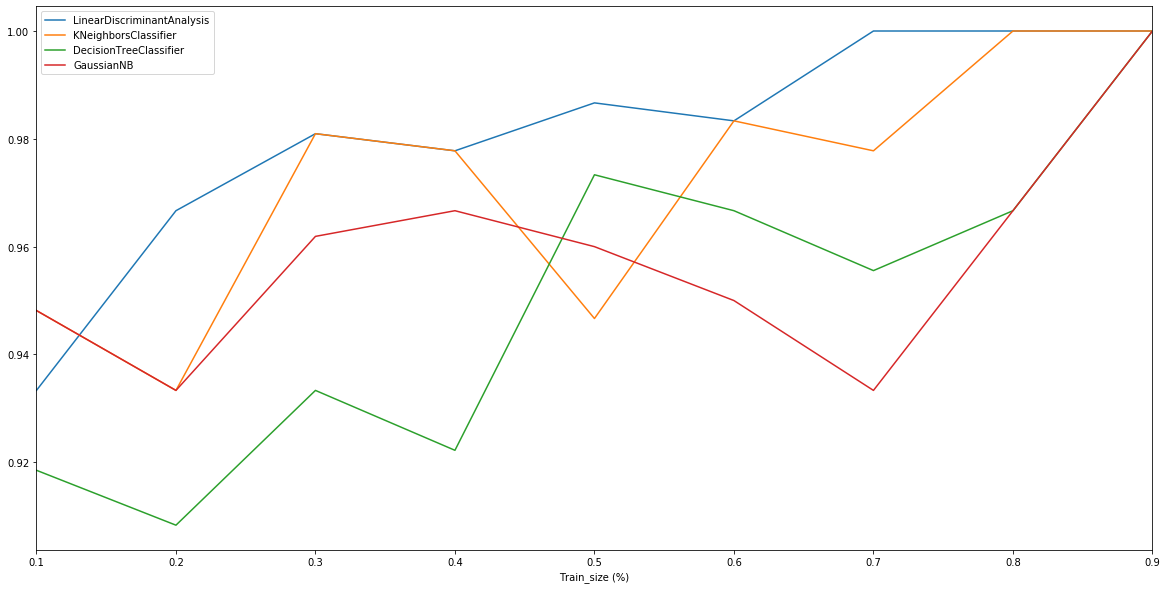 LinearDiscriminantAnalysis
KNeighborsClassifier
DecisionTreeClassifier
GaussianNB
1.00
0.98
0.96
0.94
0.92
0.1 0.2 0.3 0.4 0.5 0.6 0.7 0.8 0.9
Train_size (%)